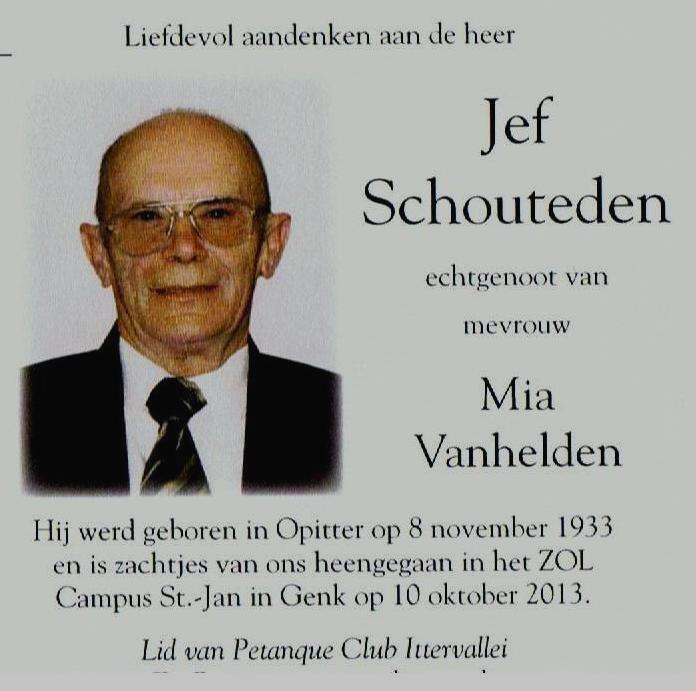 Liefdevol aandenken aan de heer
Jef
Schouteden
echtgenoot van
mevrouw
Mia
Vanhelden
Hij werd geboren in Opitter op 8 november 1933
en is zachtjes van ons heengegaan in het ZOL
Campus St.-Jan in Genk op 10 oktober 2013.
Lid van Petanque Club Ittervallei